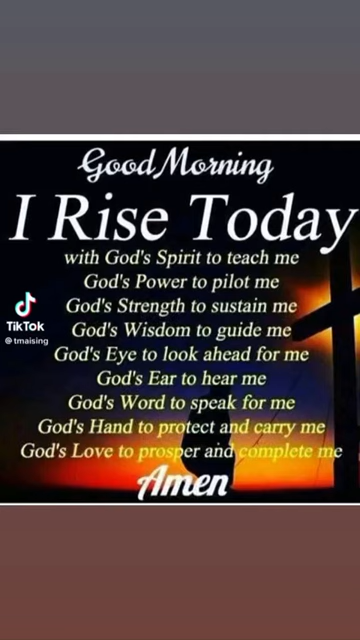 Good Morning
I Rise Today
with God's Spirit to teach me
God's Power to pilot me
God's Strength to sustain me
God's Wisdom to guide me
God's Eye to look ahead for me
God's Ear to hear me
God's Word to speak for me
God's Hand to protect and carry me
God's Love to prosper and complete me
Amen
TikTok
@tmaising